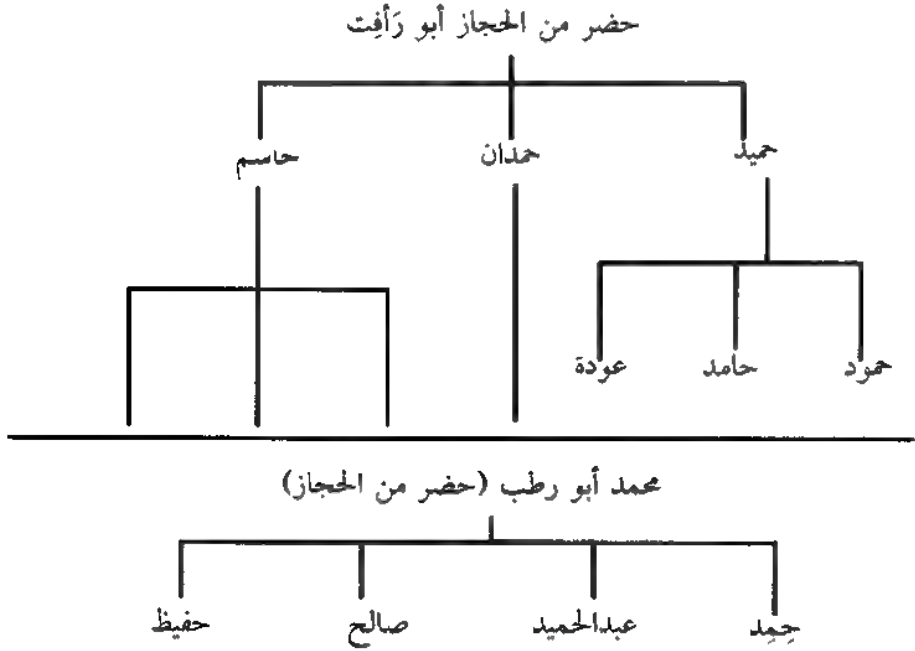 حضر من الحجاز أبو رَأفِت
حميد حمدان حاسم
حمود حامد عودة
محمد أبو رطب (حضر من الحجاز)
حِمِد عبدالحميد صالح حفيظ